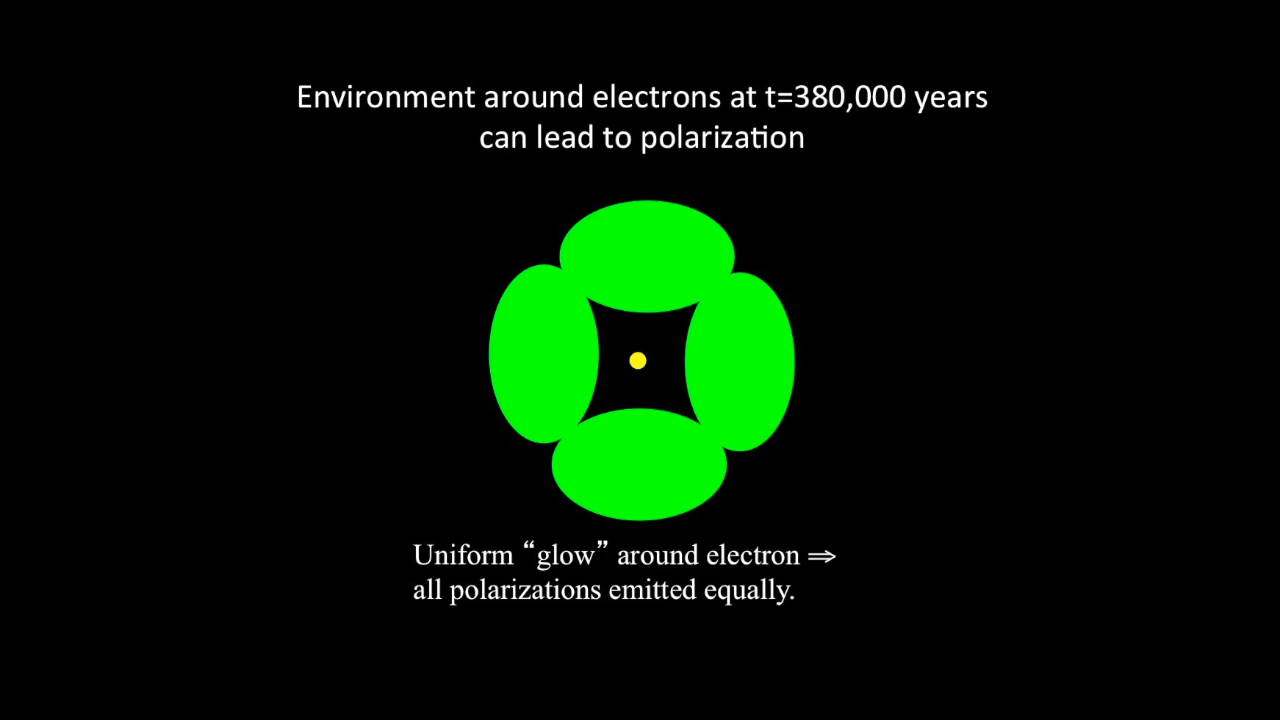 Environment around electrons at t=380,000 years
can lead to polarization
Uniform “glow” around electron ⇒
all polarizations emitted equally.